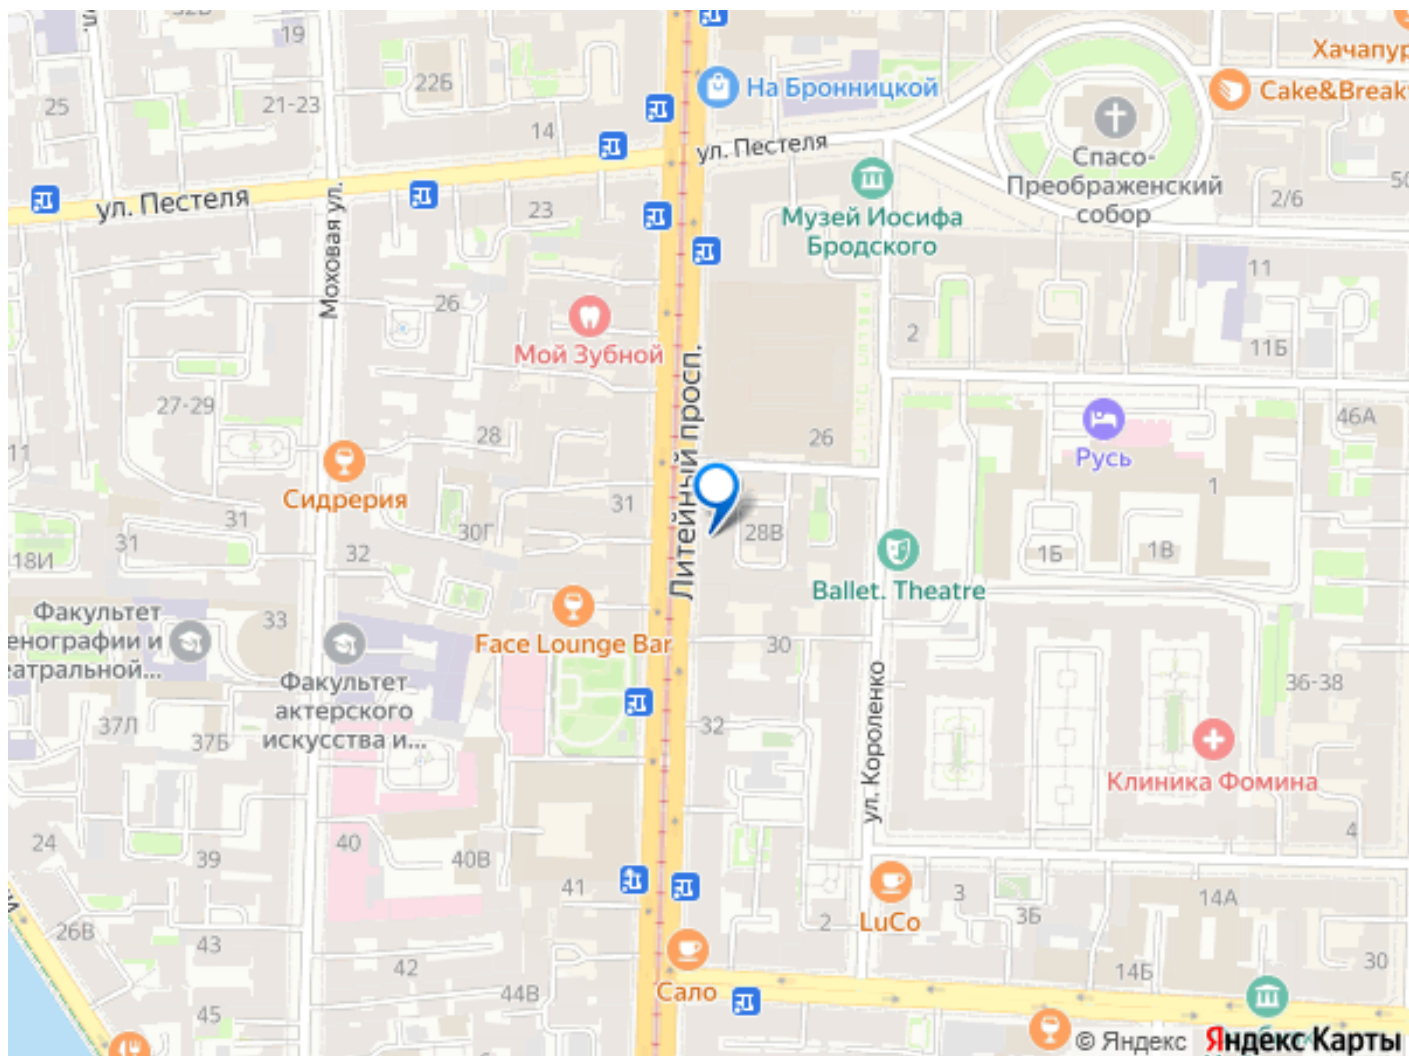 19
Хачапур
22Б
25
21-23
На Бронницкой
Cake&Break
14
ул. Пестеля
Спасо-
Преображенский
собор
ул. Пестеля
23
Музей Иосифа
Бродского
2/6
Моховая ул.
11
26
2
Мой Зубной
11Б
27-29
Литейный просп.
46А
28
26
11
Русь
Сидрерия
1
31
31
30Г
31
32
28В
1Б
1В
18И
Ballet. Theatre
Факультет
енографии и
еатральной...
33
Face Lounge Bar
30
Факультет
актерского
искусства и...
36-38
37Л
37Б
32
ул. Короленко
Клиника Фомина
24
39
40
40В
4
41
3
3Б
14А
LuCo
2
26В
43
42
14Б
30
Сало
44В
45
© Яндекс
Яндекс Карты